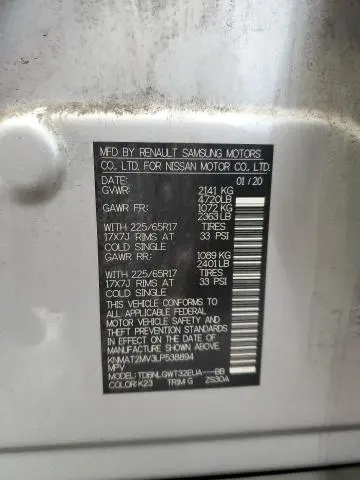 MFD BY RENAULT SAMSUNG MOTORS
CO., LTD. FOR NISSAN MOTOR CO., LTD.
DATE: 01/20
GVWR: 2141 KG
4720LB
GAWR FR: 1072 KG
2363LB
WITH 225/65R17 TIRES
17X7J RIMS AT 33 PSI
COLD SINGLE
GAWR RR: 1089 KG
2401LB
WITH 225/65R17 TIRES
17X7J RIMS AT 33 PSI
COLD SINGLE
THIS VEHICLE CONFORMS TO
ALL APPLICABLE FEDERAL
MOTOR VEHICLE SAFETY,
BUMPER, AND THEFT
PREVENTION STANDARDS IN
EFFECT ON THE DATE OF
MANUFACTURE SHOWN ABOVE.
KNMAT2MV3LP538894
MPV
MODEL: TDBNLGWT32EUA----BB
COLOR: K23 TRIM: G ZS30A